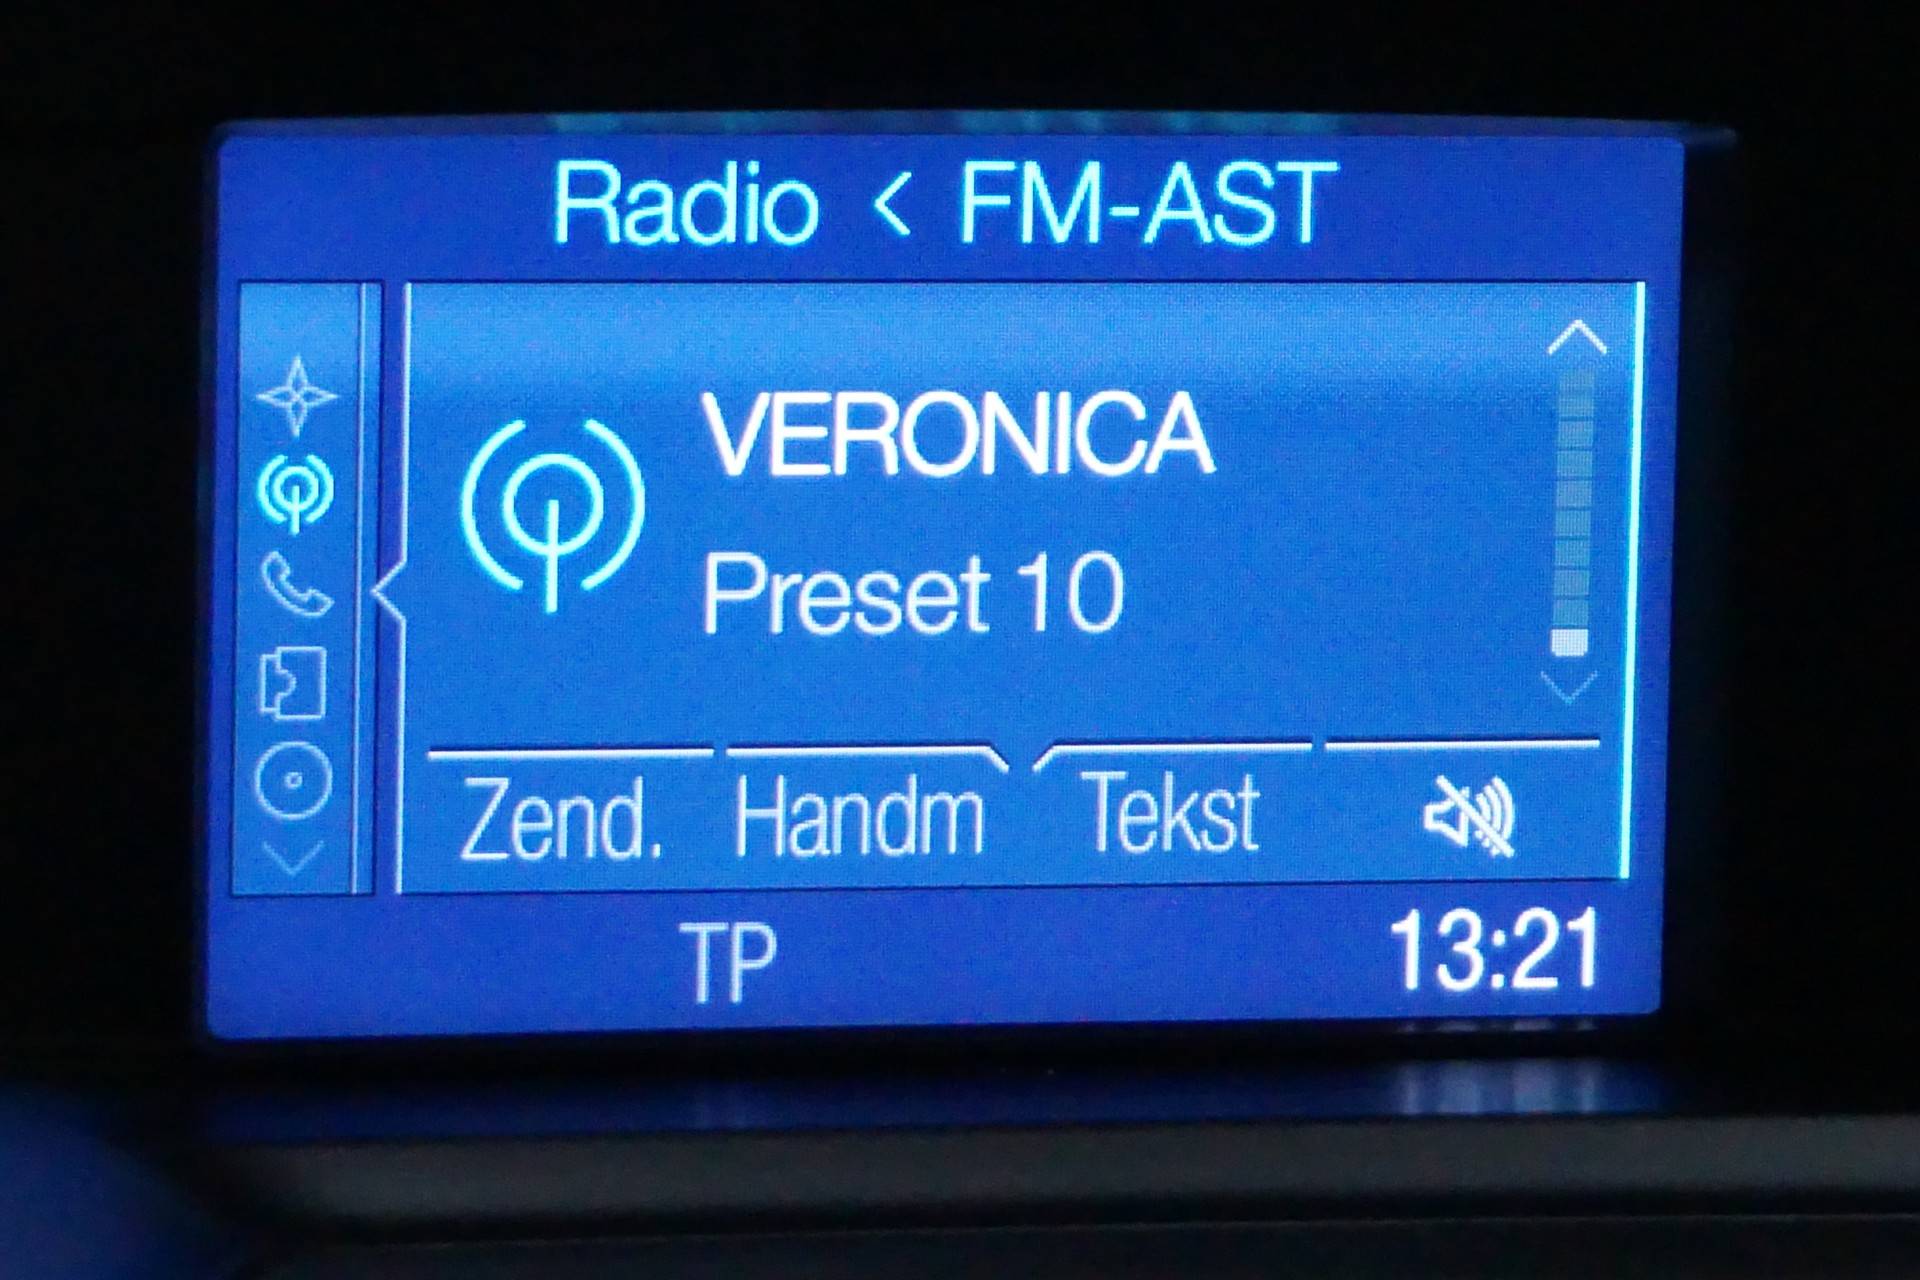 Radio < FM-AST
VERONICA
Preset 10
Zend. Handm Tekst
TP 13:21